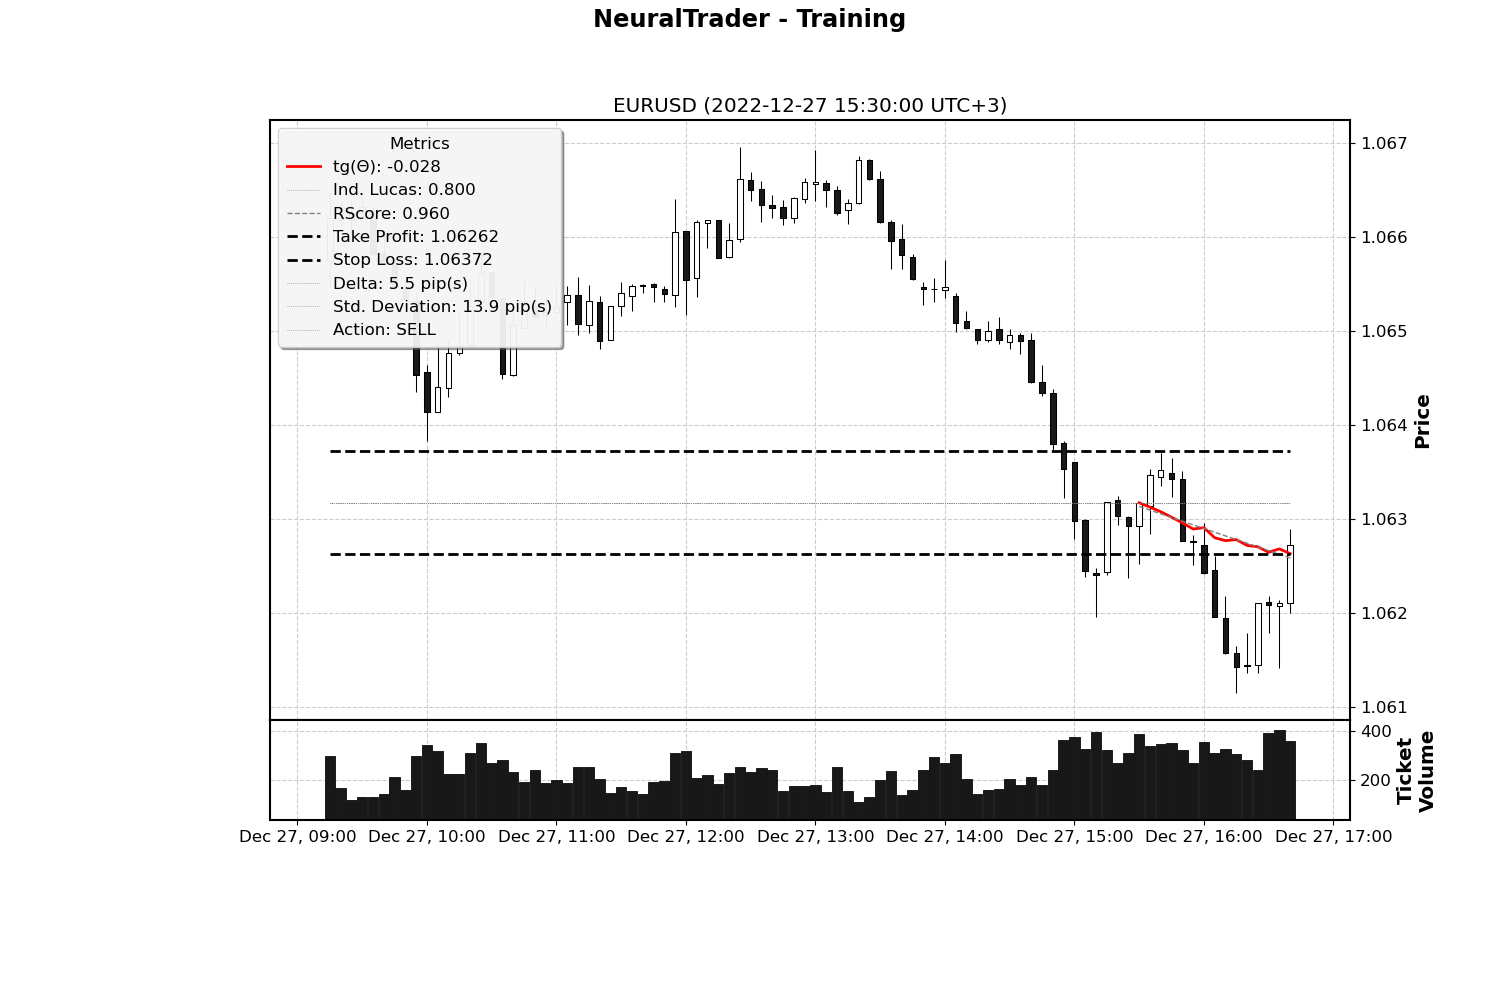 NeuralTrader - Training
EURUSD (2022-12-27 15:30:00 UTC+3)
Metrics
tg(Θ): -0.028
Ind. Lucas: 0.800
RScore: 0.960
Take Profit: 1.06262
Stop Loss: 1.06372
Delta: 5.5 pip(s)
Std. Deviation: 13.9 pip(s)
Action: SELL
1.067
1.066
1.065
1.064
1.063
1.062
1.061
Price
400
200
Ticket
Volume
Dec 27, 09:00 Dec 27, 10:00 Dec 27, 11:00 Dec 27, 12:00 Dec 27, 13:00 Dec 27, 14:00 Dec 27, 15:00 Dec 27, 16:00 Dec 27, 17:00